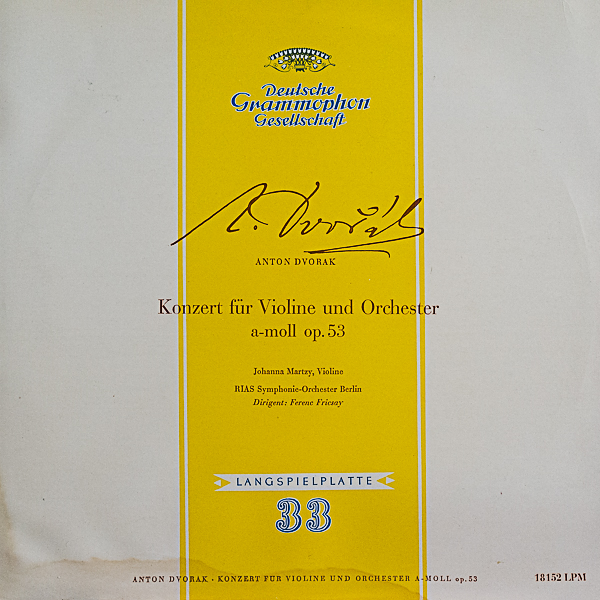 Deutsche
Grammophon
Gesellschaft
A. Dvořák
ANTON DVORAK
Konzert für Violine und Orchester
a-moll op. 53
Johanna Martzy, Violine
RIAS Symphonie-Orchester Berlin
Dirigent: Ferenc Fricsay
LANGSPIELPLATTE
33
ANTON DVORAK · KONZERT FÜR VIOLINE UND ORCHESTER A-MOLL op. 53
18152 LPM